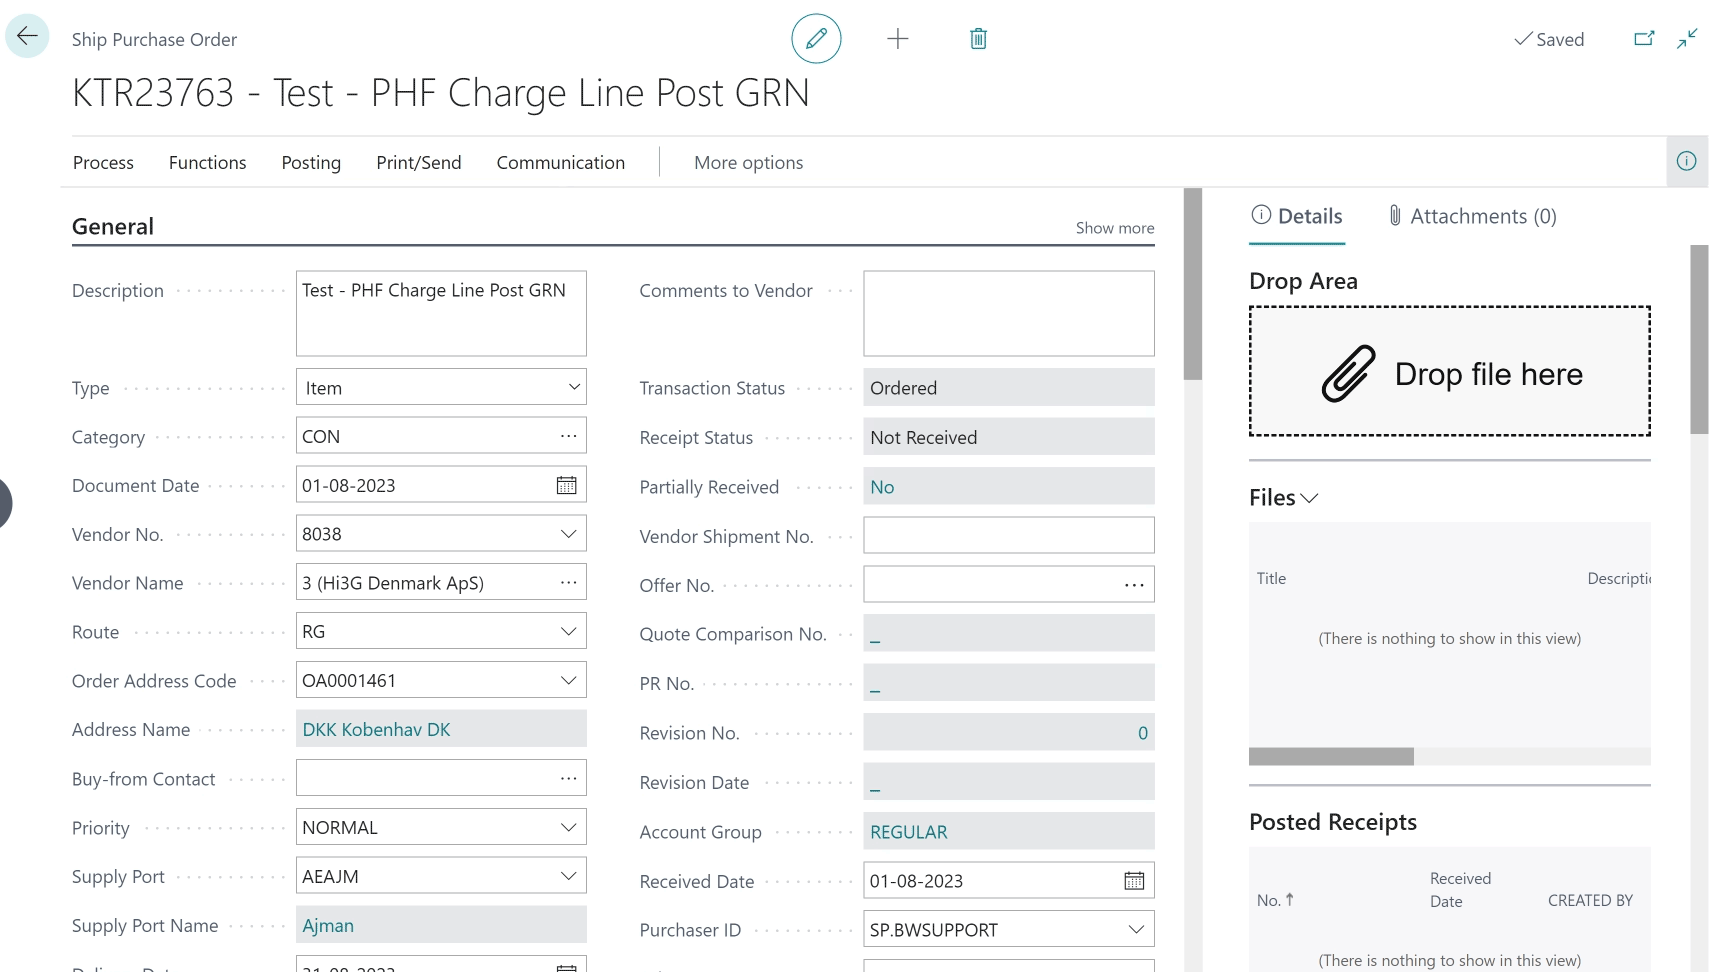 Ship Purchase Order
Saved
KTR23763 - Test - PHF Charge Line Post GRN
Process Functions Posting Print/Send Communication More options
General
Show more
Description Test - PHF Charge Line Post GRN
Type Item
Category CON
Document Date 01-08-2023
Vendor No. 8038
Vendor Name 3 (Hi3G Denmark ApS)
Route RG
Order Address Code OA0001461
Address Name DKK Kobenhav DK
Buy-from Contact
Priority NORMAL
Supply Port AEAJM
Supply Port Name Ajman
Comments to Vendor
Transaction Status Ordered
Receipt Status Not Received
Partially Received No
Vendor Shipment No.
Offer No.
Quote Comparison No. _
PR No. _
Revision No. 0
Revision Date _
Account Group REGULAR
Received Date 01-08-2023
Purchaser ID SP.BWSUPPORT
Details Attachments (0)
Drop Area
Drop file here
Files
Title Descriptio
(There is nothing to show in this view)
Posted Receipts
No. ↑ Received Date CREATED BY
(There is nothing to show in this view)